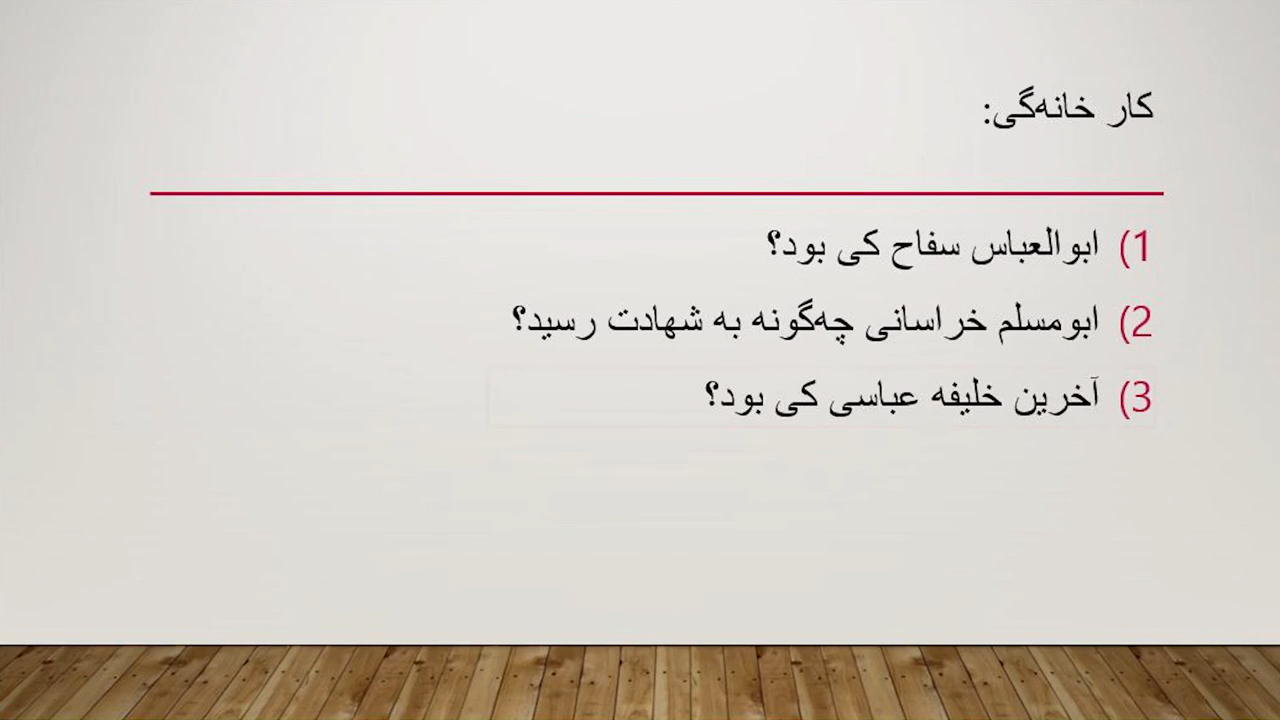 کار خانه‌گی:
1) ابوالعباس سفاح کی بود؟
2) ابومسلم خراسانی چه‌گونه به شهادت رسید؟
3) آخرین خلیفه عباسی کی بود؟